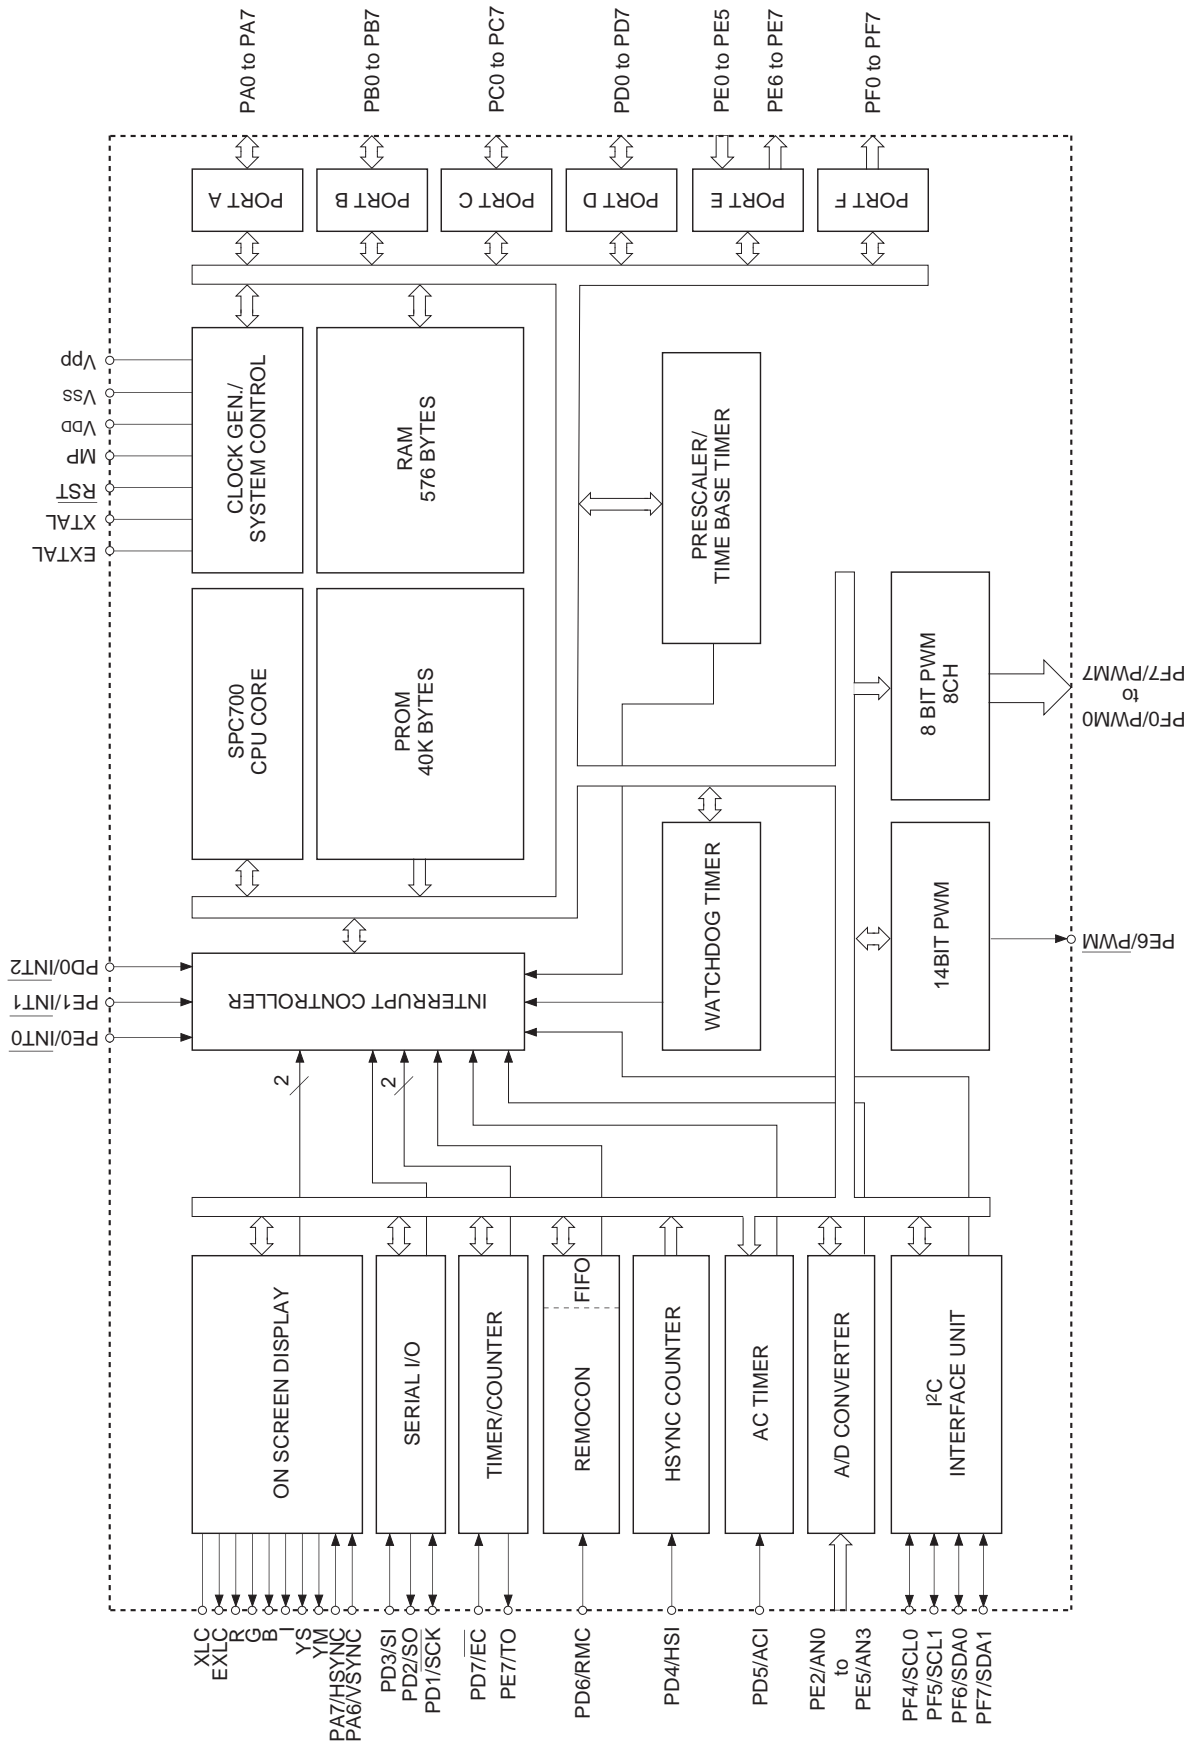 PA0 to PA7
PB0 to PB7
PC0 to PC7
PD0 to PD7
PE0 to PE5
PE6 to PE7
PF0 to PF7
PORT A
PORT B
PORT C
PORT D
PORT E
PORT F
Vpp
Vss
VDD
MP
RST
XTAL
EXTAL
CLOCK GEN./
SYSTEM CONTROL
RAM
576 BYTES
PRESCALER/
TIME BASE TIMER
SPC700
CPU CORE
PROM
40K BYTES
8 BIT PWM
8CH
PF0/PWM0
to
PF7/PWM7
WATCHDOG TIMER
14BIT PWM
PE6/PWM
PD0/INT2
PE1/INT1
PE0/INT0
INTERRUPT CONTROLLER
2
2
ON SCREEN DISPLAY
SERIAL I/O
TIMER/COUNTER
REMOCON
FIFO
HSYNC COUNTER
AC TIMER
A/D CONVERTER
I²C
INTERFACE UNIT
XLC
EXLC
R
G
B
I
YS
YM
PA7/HSYNC
PA6/VSYNC
PD3/SI
PD2/SO
PD1/SCK
PD7/EC
PE7/TO
PD6/RMC
PD4/HSI
PD5/ACI
PE2/AN0
to
PE5/AN3
PF4/SCL0
PF5/SCL1
PF6/SDA0
PF7/SDA1